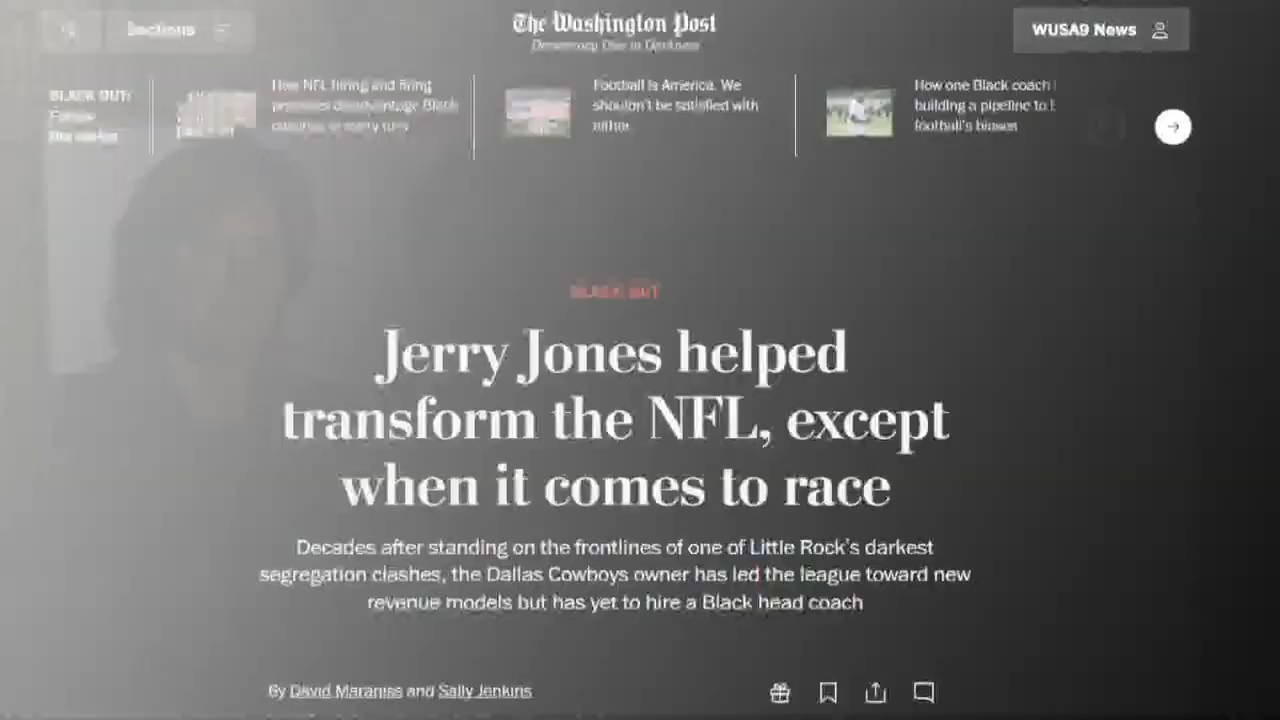 Sections
The Washington Post
Democracy Dies in Darkness
WUSA9 News
BLACK OUT:
the series
How NFL hiring and firing
practices disadvantage Black
coaches at every turn
Football is America. We
shouldn't be satisfied with
either.
How one Black coach i
building a pipeline to b
football's biases
BLACK OUT
Jerry Jones helped
transform the NFL, except
when it comes to race
Decades after standing on the frontlines of one of Little Rock's darkest
segregation clashes, the Dallas Cowboys owner has led the league toward new
revenue models but has yet to hire a Black head coach
By David Maraniss and Sally Jenkins